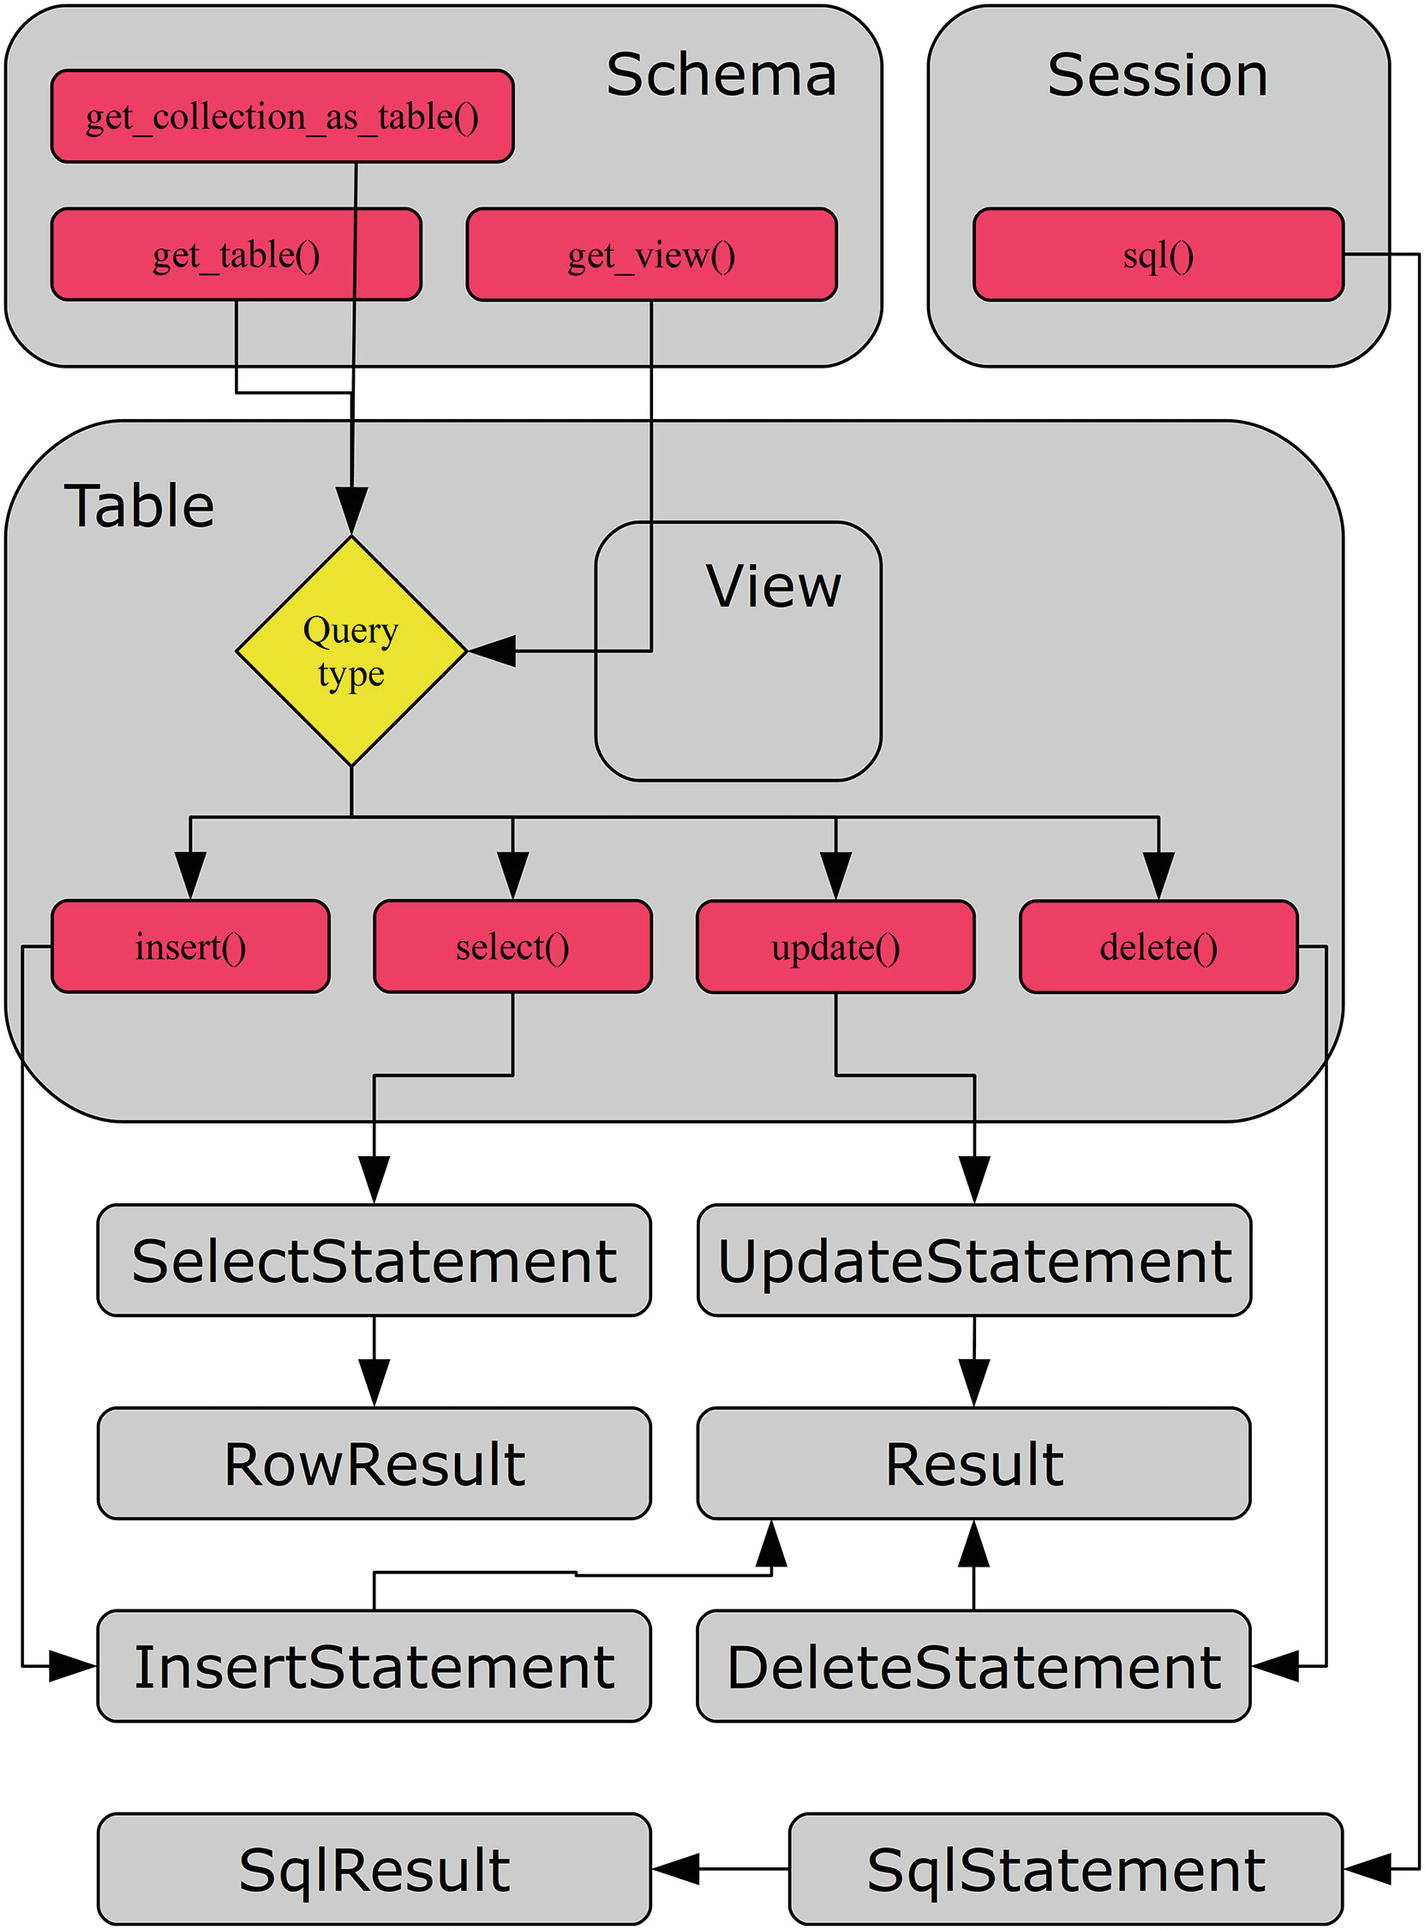 Schema
Session
get_collection_as_table()
get_table()
get_view()
sql()
Table
View
Query
type
insert()
select()
update()
delete()
SelectStatement
UpdateStatement
RowResult
Result
InsertStatement
DeleteStatement
SqlResult
SqlStatement